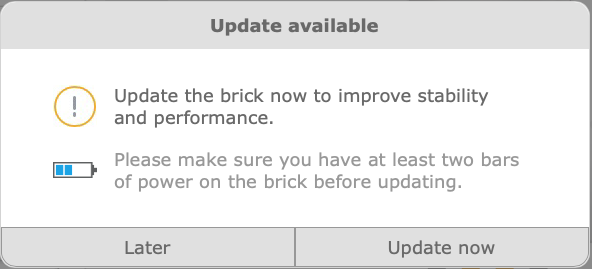 Update available
Update the brick now to improve stability
and performance.
Please make sure you have at least two bars
of power on the brick before updating.
Later
Update now